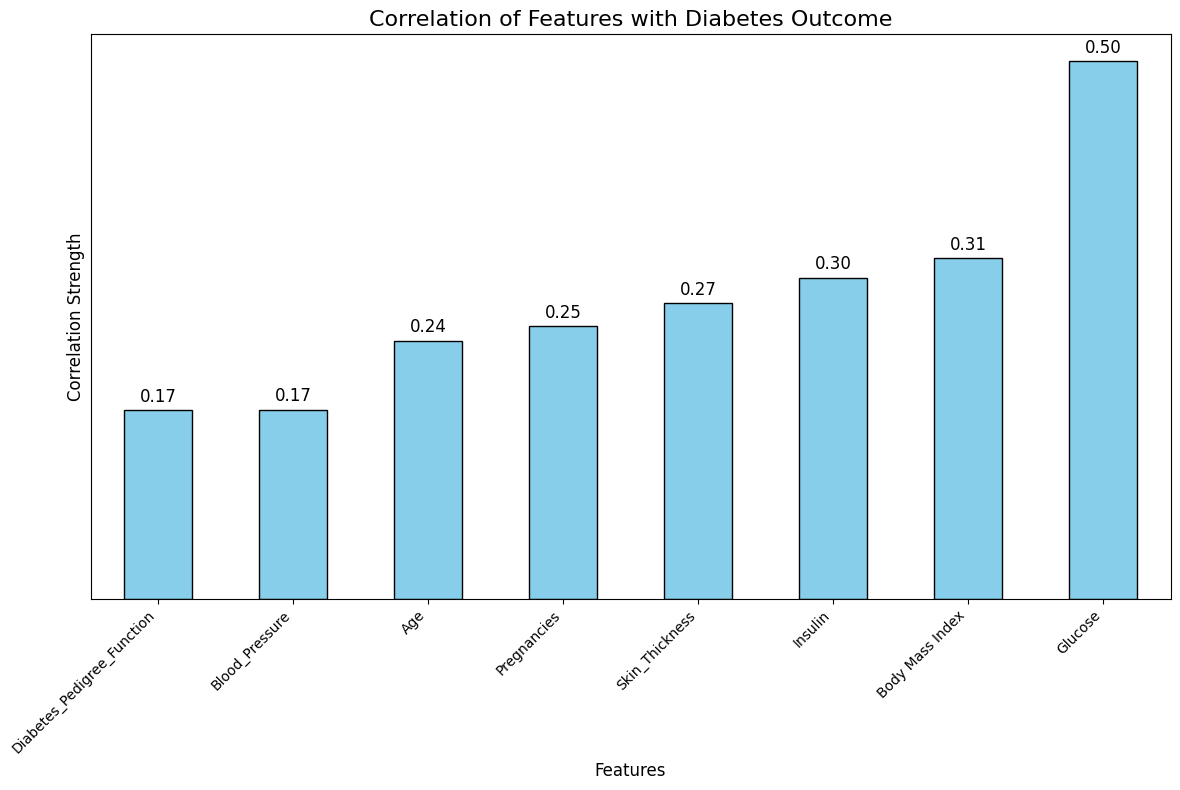 Correlation of Features with Diabetes Outcome
Correlation Strength
0.17
0.17
0.24
0.25
0.27
0.30
0.31
0.50
Diabetes_Pedigree_Function
Blood_Pressure
Age
Pregnancies
Skin_Thickness
Insulin
Body Mass Index
Glucose
Features